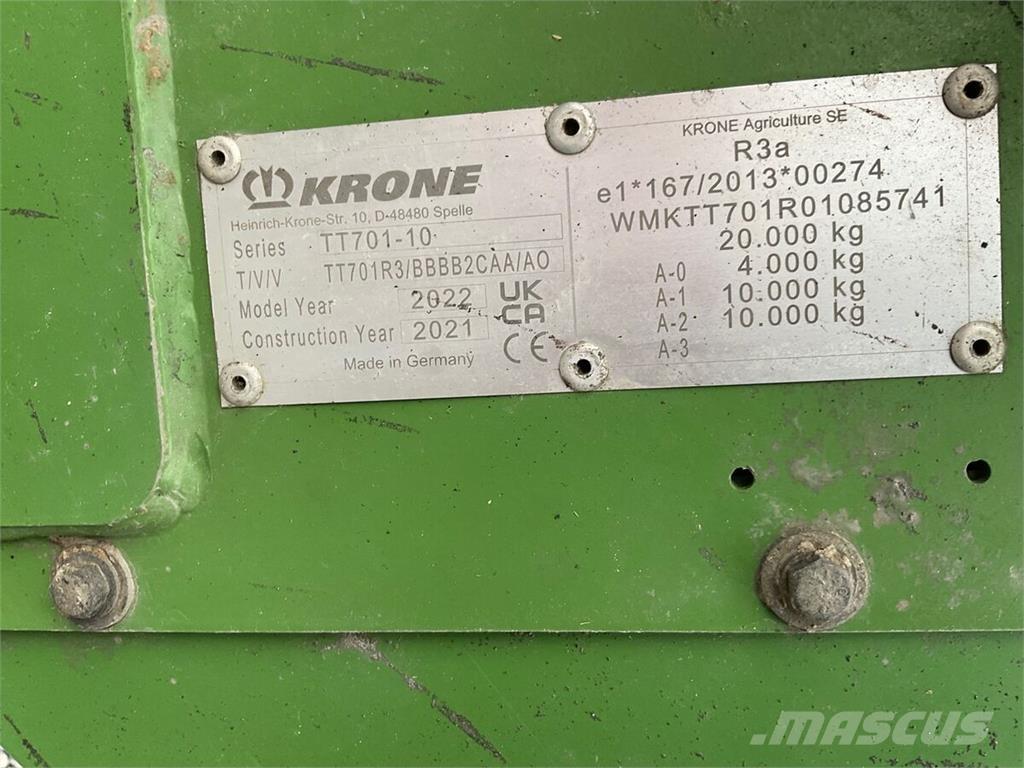 KRONE
Heinrich-Krone-Str. 10, D-48480 Spelle
Series TT701-10
T/V/V TT701R3/BBBB2CAA/AO
Model Year 2022
Construction Year 2021
UK
CA
CE
Made in Germany
KRONE Agriculture SE
R3a
e1*167/2013*00274
WMKTT701R01085741
20.000 kg
A-0 4.000 kg
A-1 10.000 kg
A-2 10.000 kg
A-3
MASCUS